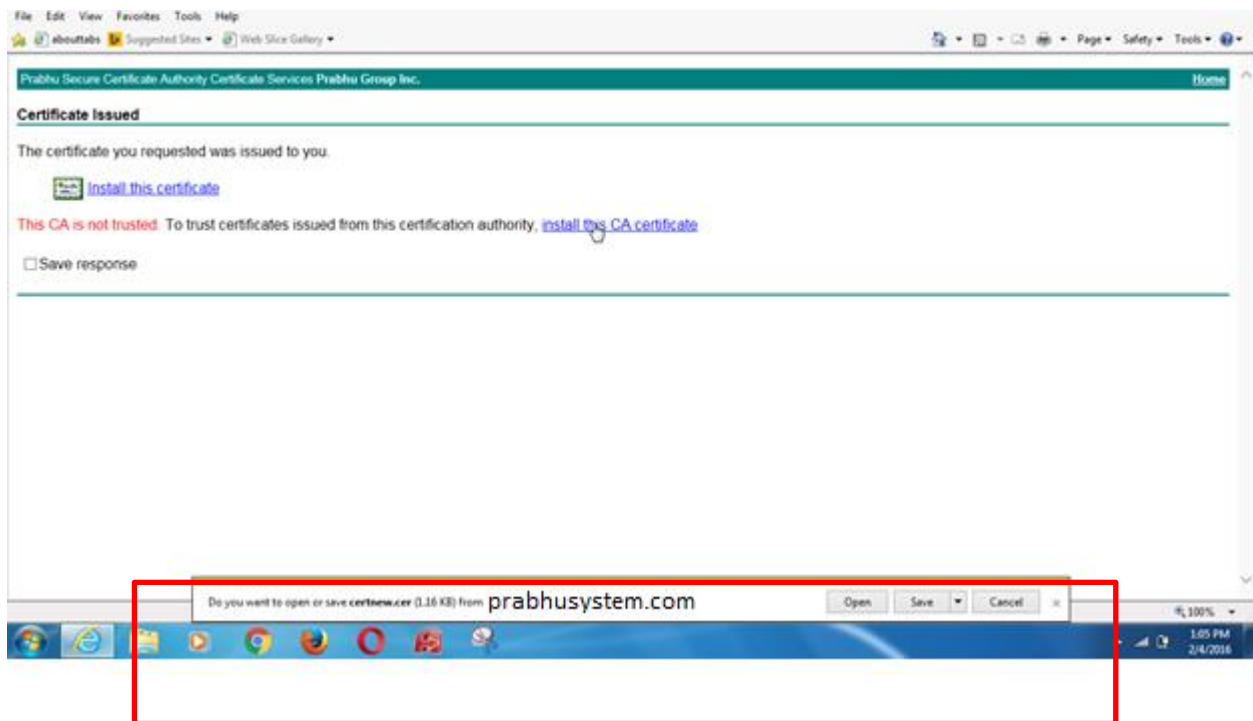 File Edit View Favorites Tools Help
abouttabs Suggested Sites Web Slice Gallery Page Safety Tools
Prabhu Secure Certificate Authority Certificate Services Prabhu Group Inc. Home
Certificate Issued
The certificate you requested was issued to you.
Install this certificate
This CA is not trusted. To trust certificates issued from this certification authority, install this CA certificate
Save response
Do you want to open or save certnew.cer (1.16 KB) from prabhusystem.com Open Save Cancel x
100%
1:05 PM
2/4/2016